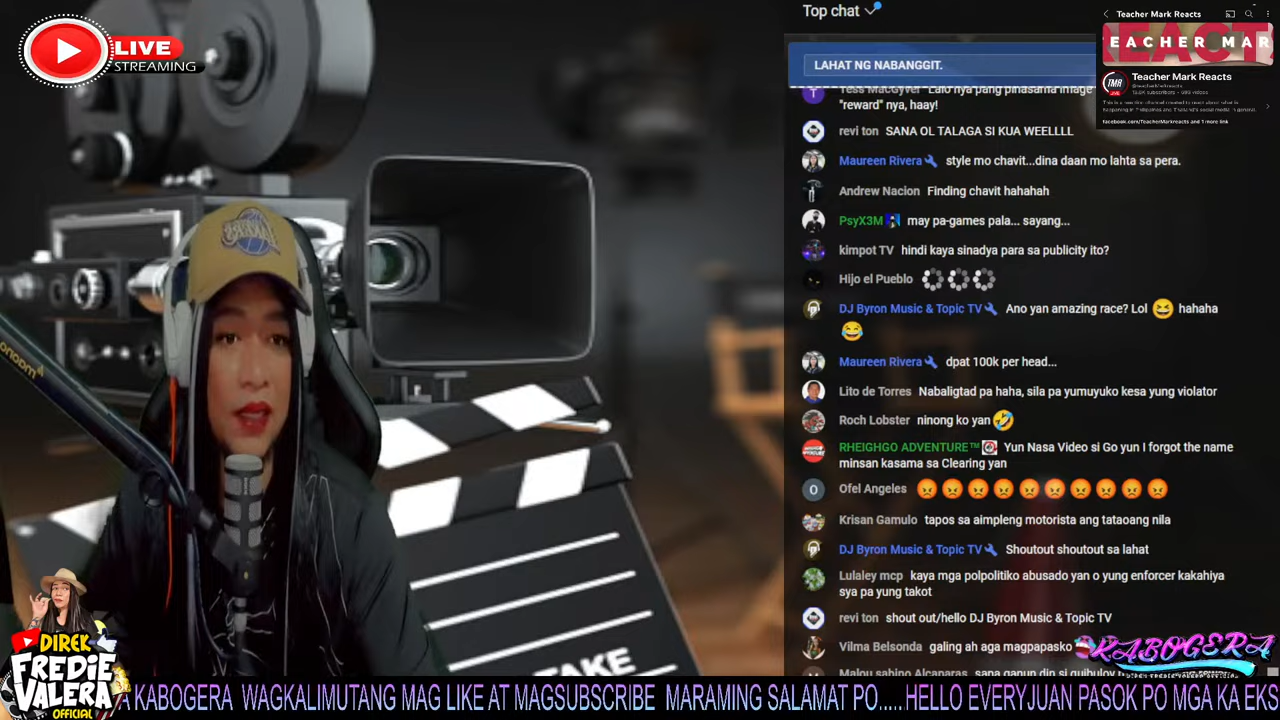 LIVE
STREAMING
Top chat
LAHAT NG NABANGGIT.
Teacher Mark Reacts
EACHER MAR
Teacher Mark Reacts
"reward" nya, haay!
revi ton SANA OL TALAGA SI KUA WEELLLL
Maureen Rivera style mo chavit...dina daan mo lahta sa pera.
Andrew Nacion Finding chavit hahahah
PsyX3M may pa-games pala... sayang...
kimpot TV hindi kaya sinadya para sa publicity ito?
Hijo el Pueblo
DJ Byron Music & Topic TV Ano yan amazing race? Lol 😆 hahaha
😂
Maureen Rivera dpat 100k per head...
Lito de Torres Nabaligtad pa haha, sila pa yumuyuko kesa yung violator
Roch Lobster ninong ko yan 🤣
RHEIGHGO ADVENTURE™ Yun Nasa Video si Go yun I forgot the name
minsan kasama sa Clearing yan
Ofel Angeles 😡😡😡😡😡😡😡😡😡😡
Krisan Gamulo tapos sa aimpleng motorista ang tataoang nila
DJ Byron Music & Topic TV Shoutout shoutout sa lahat
Lulaley mcp kaya mga polpolitiko abusado yan o yung enforcer kakahiya
sya pa yung takot
revi ton shout out/hello DJ Byron Music & Topic TV
Vilma Belsonda galing ah aga magpapasko
KABOGERA
DIREK
FREDIE
VALERA
OFFICIAL
TAKE
A KABOGERA WAGKALIMUTANG MAG LIKE AT MAGSUBSCRIBE MARAMING SALAMAT PO.....HELLO EVERYJUAN PASOK PO MGA KA EKS